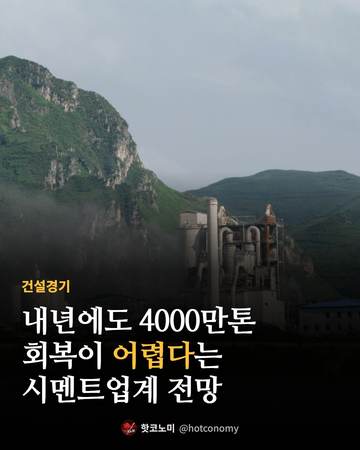 건설경기
내년에도 4000만톤
회복이 어렵다는
시멘트업계 전망
핫코노미 @hotconomy